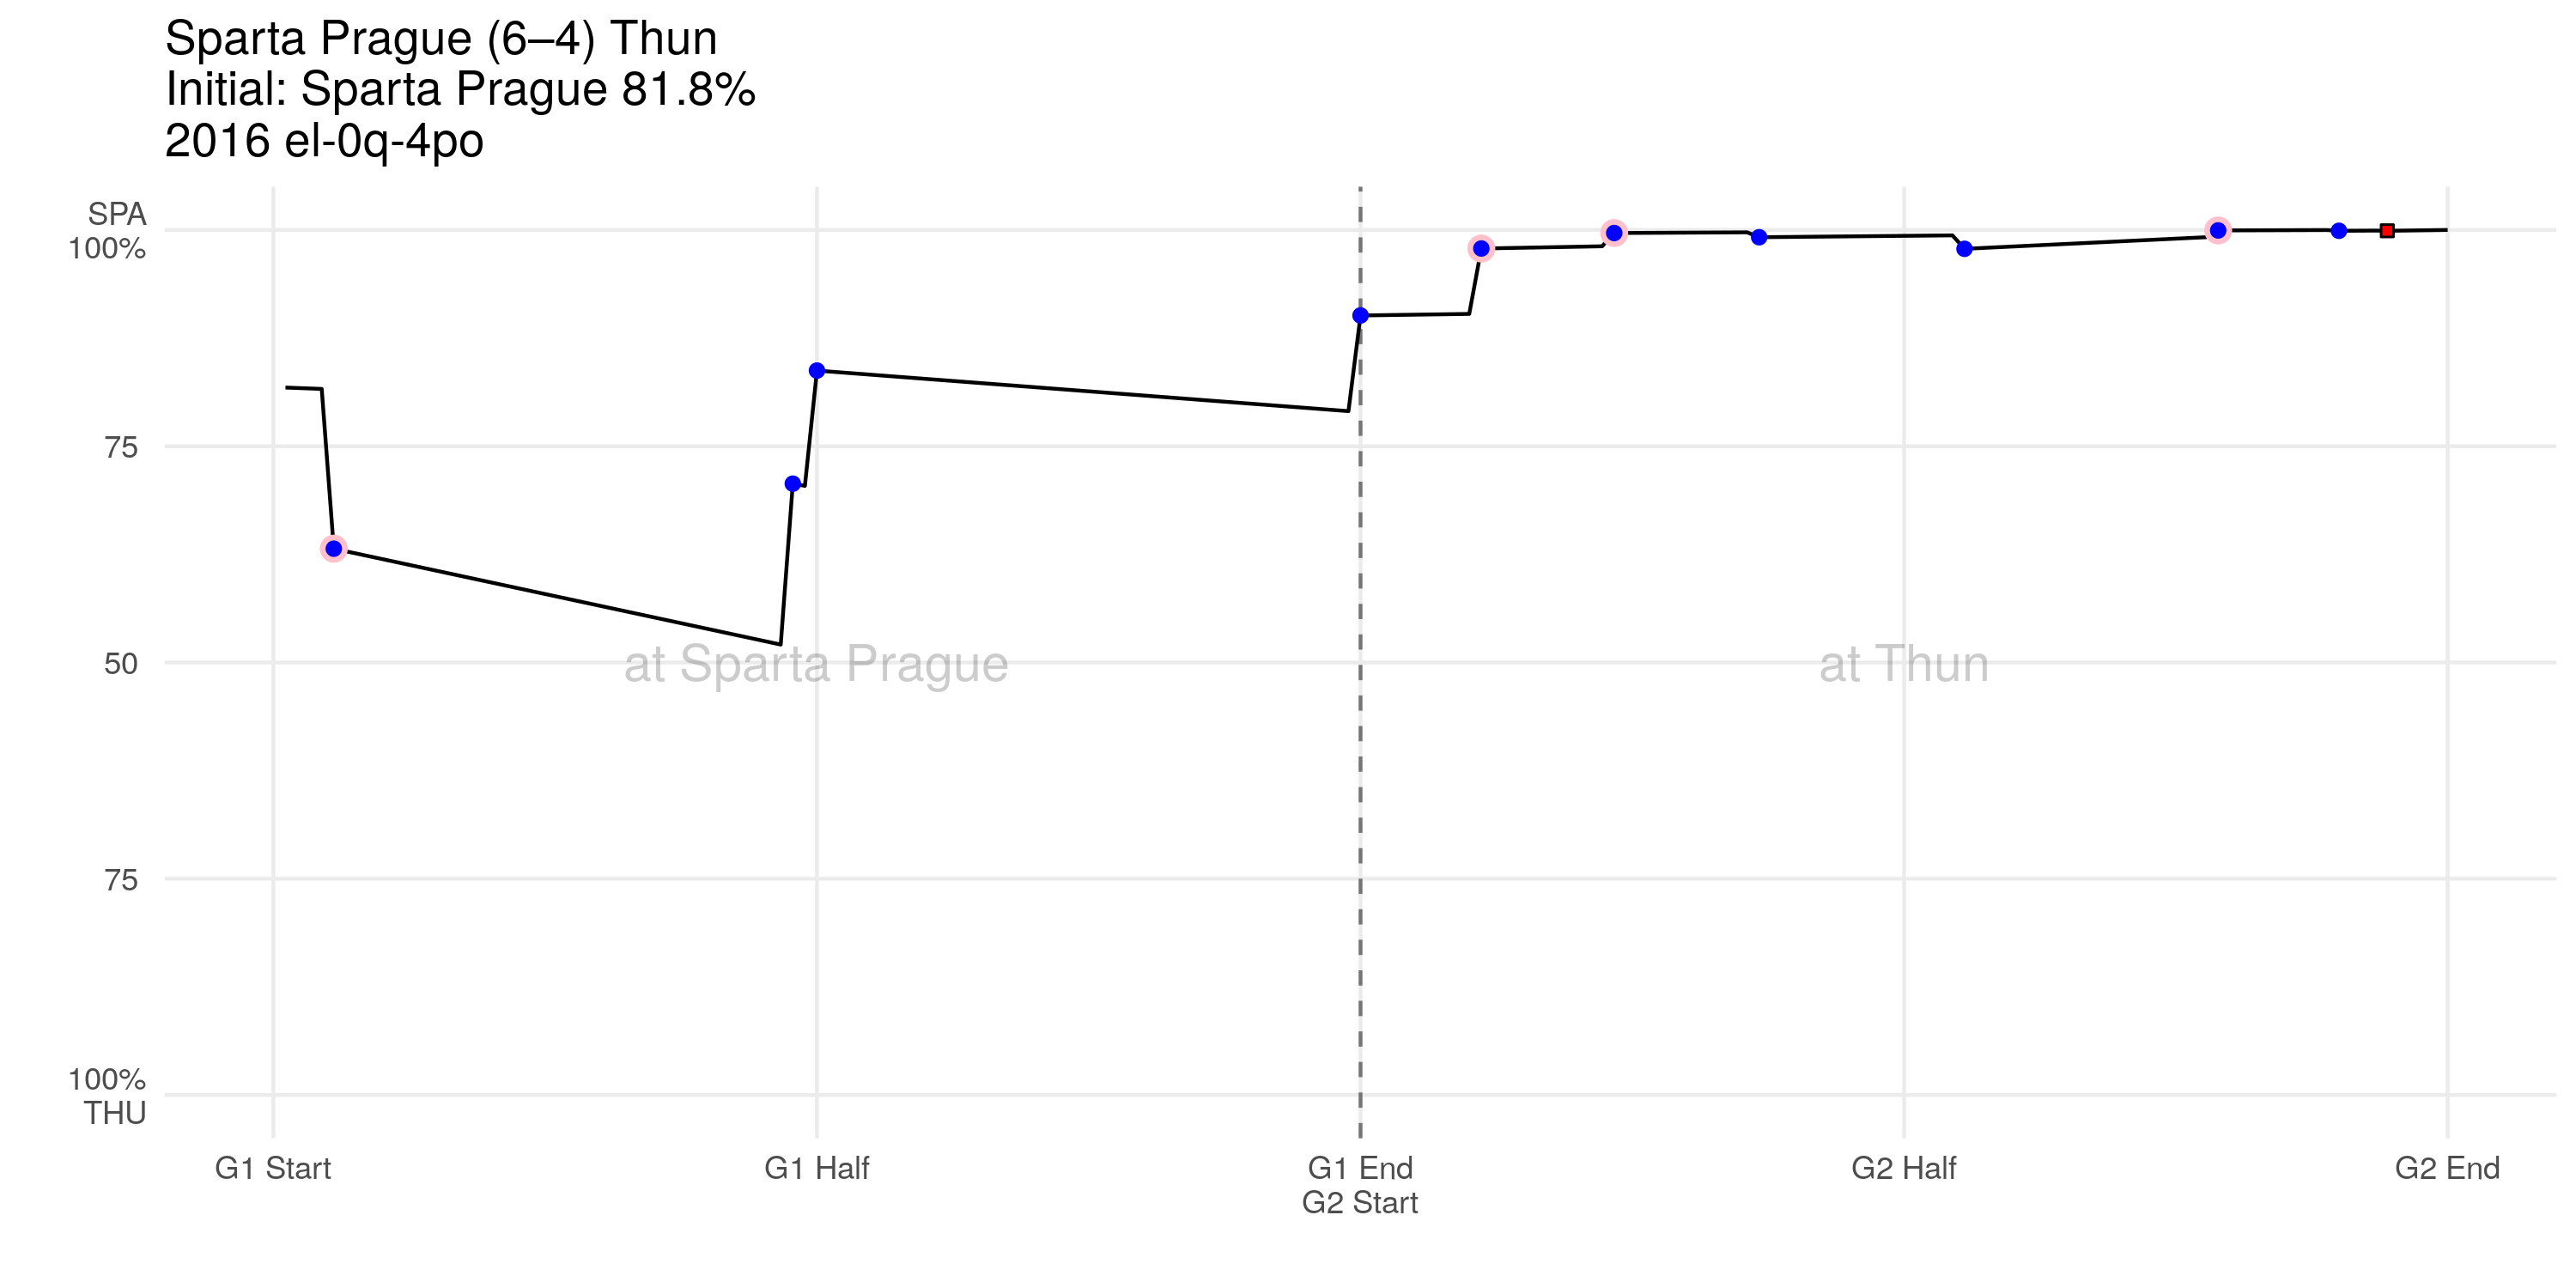 Sparta Prague (6–4) Thun
Initial: Sparta Prague 81.8%
2016 el-0q-4po
SPA
100%
75
50
75
100%
THU
at Sparta Prague
at Thun
G1 Start
G1 Half
G1 End
G2 Start
G2 Half
G2 End